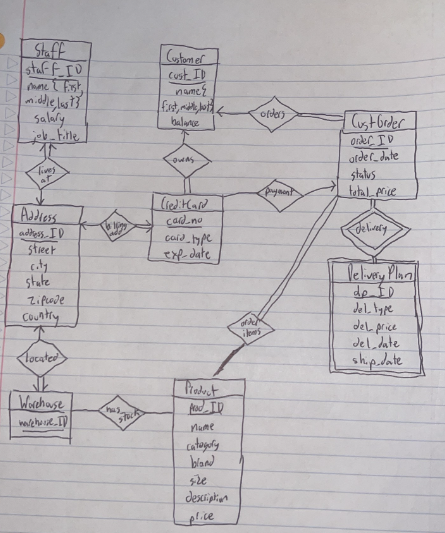 Staff
staff_ID
name{first,
middle,last}
salary
job_title
Customer
cust_ID
name{
first,middle,last}
balance
orders
CustOrder
order_ID
order_date
status
total_price
lives
at
owns
Address
address_ID
street
city
state
zipcode
country
billing
add
CreditCard
card_no
card_type
exp_date
payment
delivery
DeliveryPlan
dp_ID
del_type
del_price
del_date
ship_date
order
items
located
Warehouse
warehouse_ID
has
stock
Product
prod_ID
name
category
brand
size
description
price